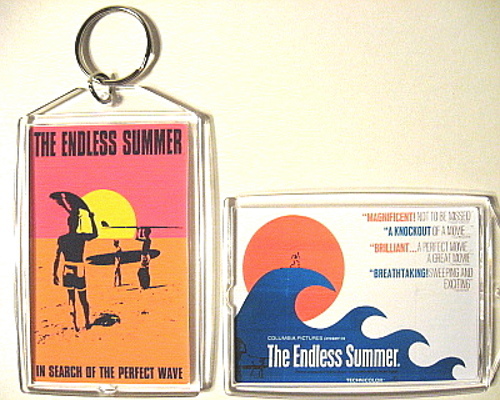 THE ENDLESS SUMMER
IN SEARCH OF THE PERFECT WAVE
"MAGNIFICENT! NOT TO BE MISSED
"A KNOCKOUT OF A MOVIE
"BRILLIANT...A PERFECT MOVIE...
A GREAT MOVIE
"BREATHTAKING! SWEEPING AND
EXCITING"
COLUMBIA PICTURES presents
The Endless Summer.
TECHNICOLOR